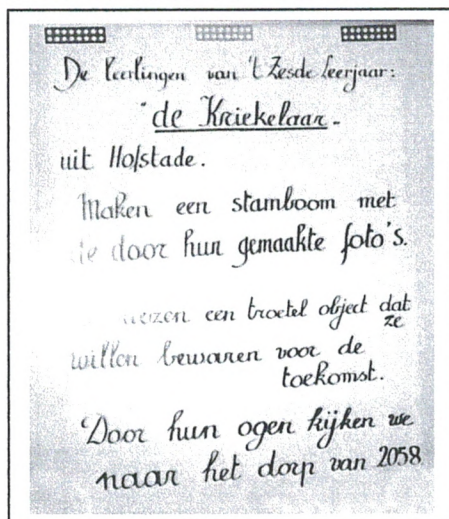 De leerlingen van 't Zesde leerjaar:
"de Kriekelaar"
uit Hofstade.
Maken een stamboom met
door hun gemaakte foto's.
een troetel object dat
ze
willen bewaren voor de
toekomst.
Door hun ogen kijken we
naar het dorp van 2058